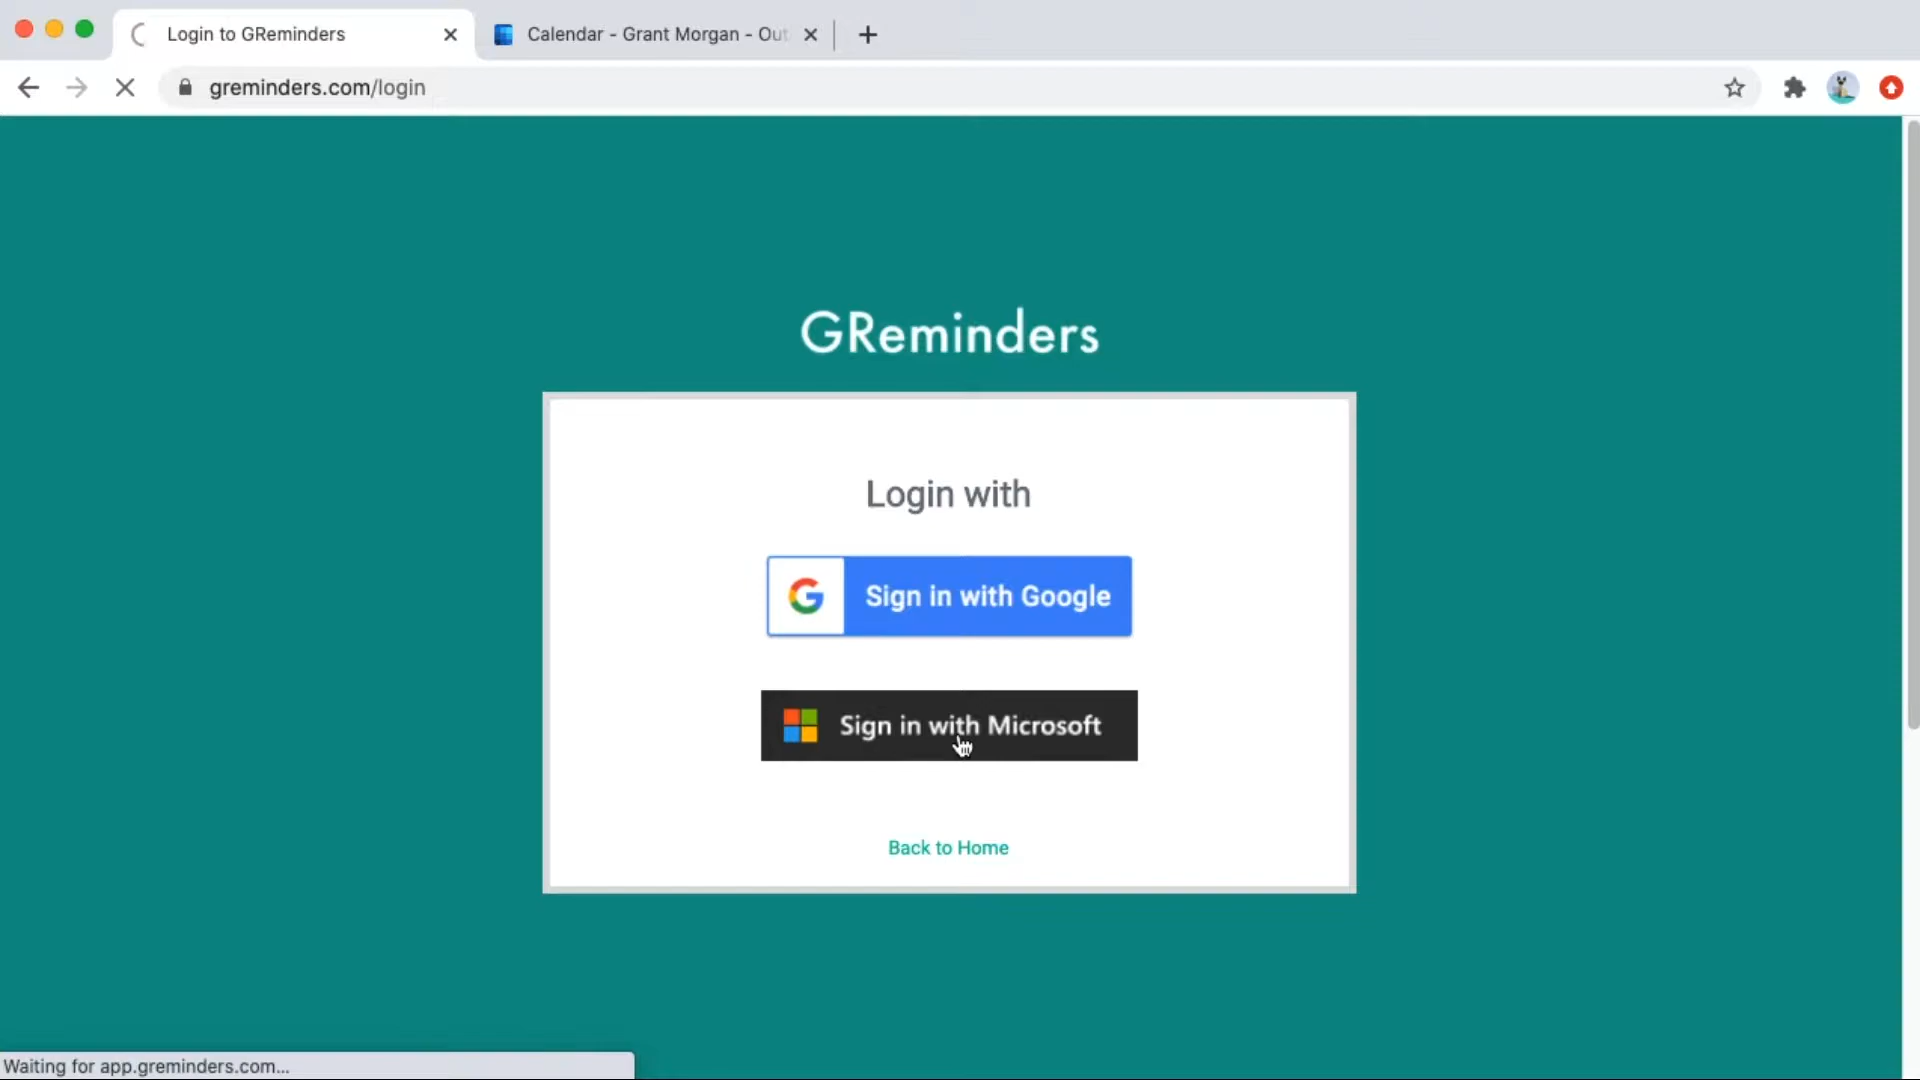 Login to GReminders
Calendar - Grant Morgan - Out
greminders.com/login
GReminders
Login with
Sign in with Google
Sign in with Microsoft
Back to Home
Waiting for app.greminders.com...